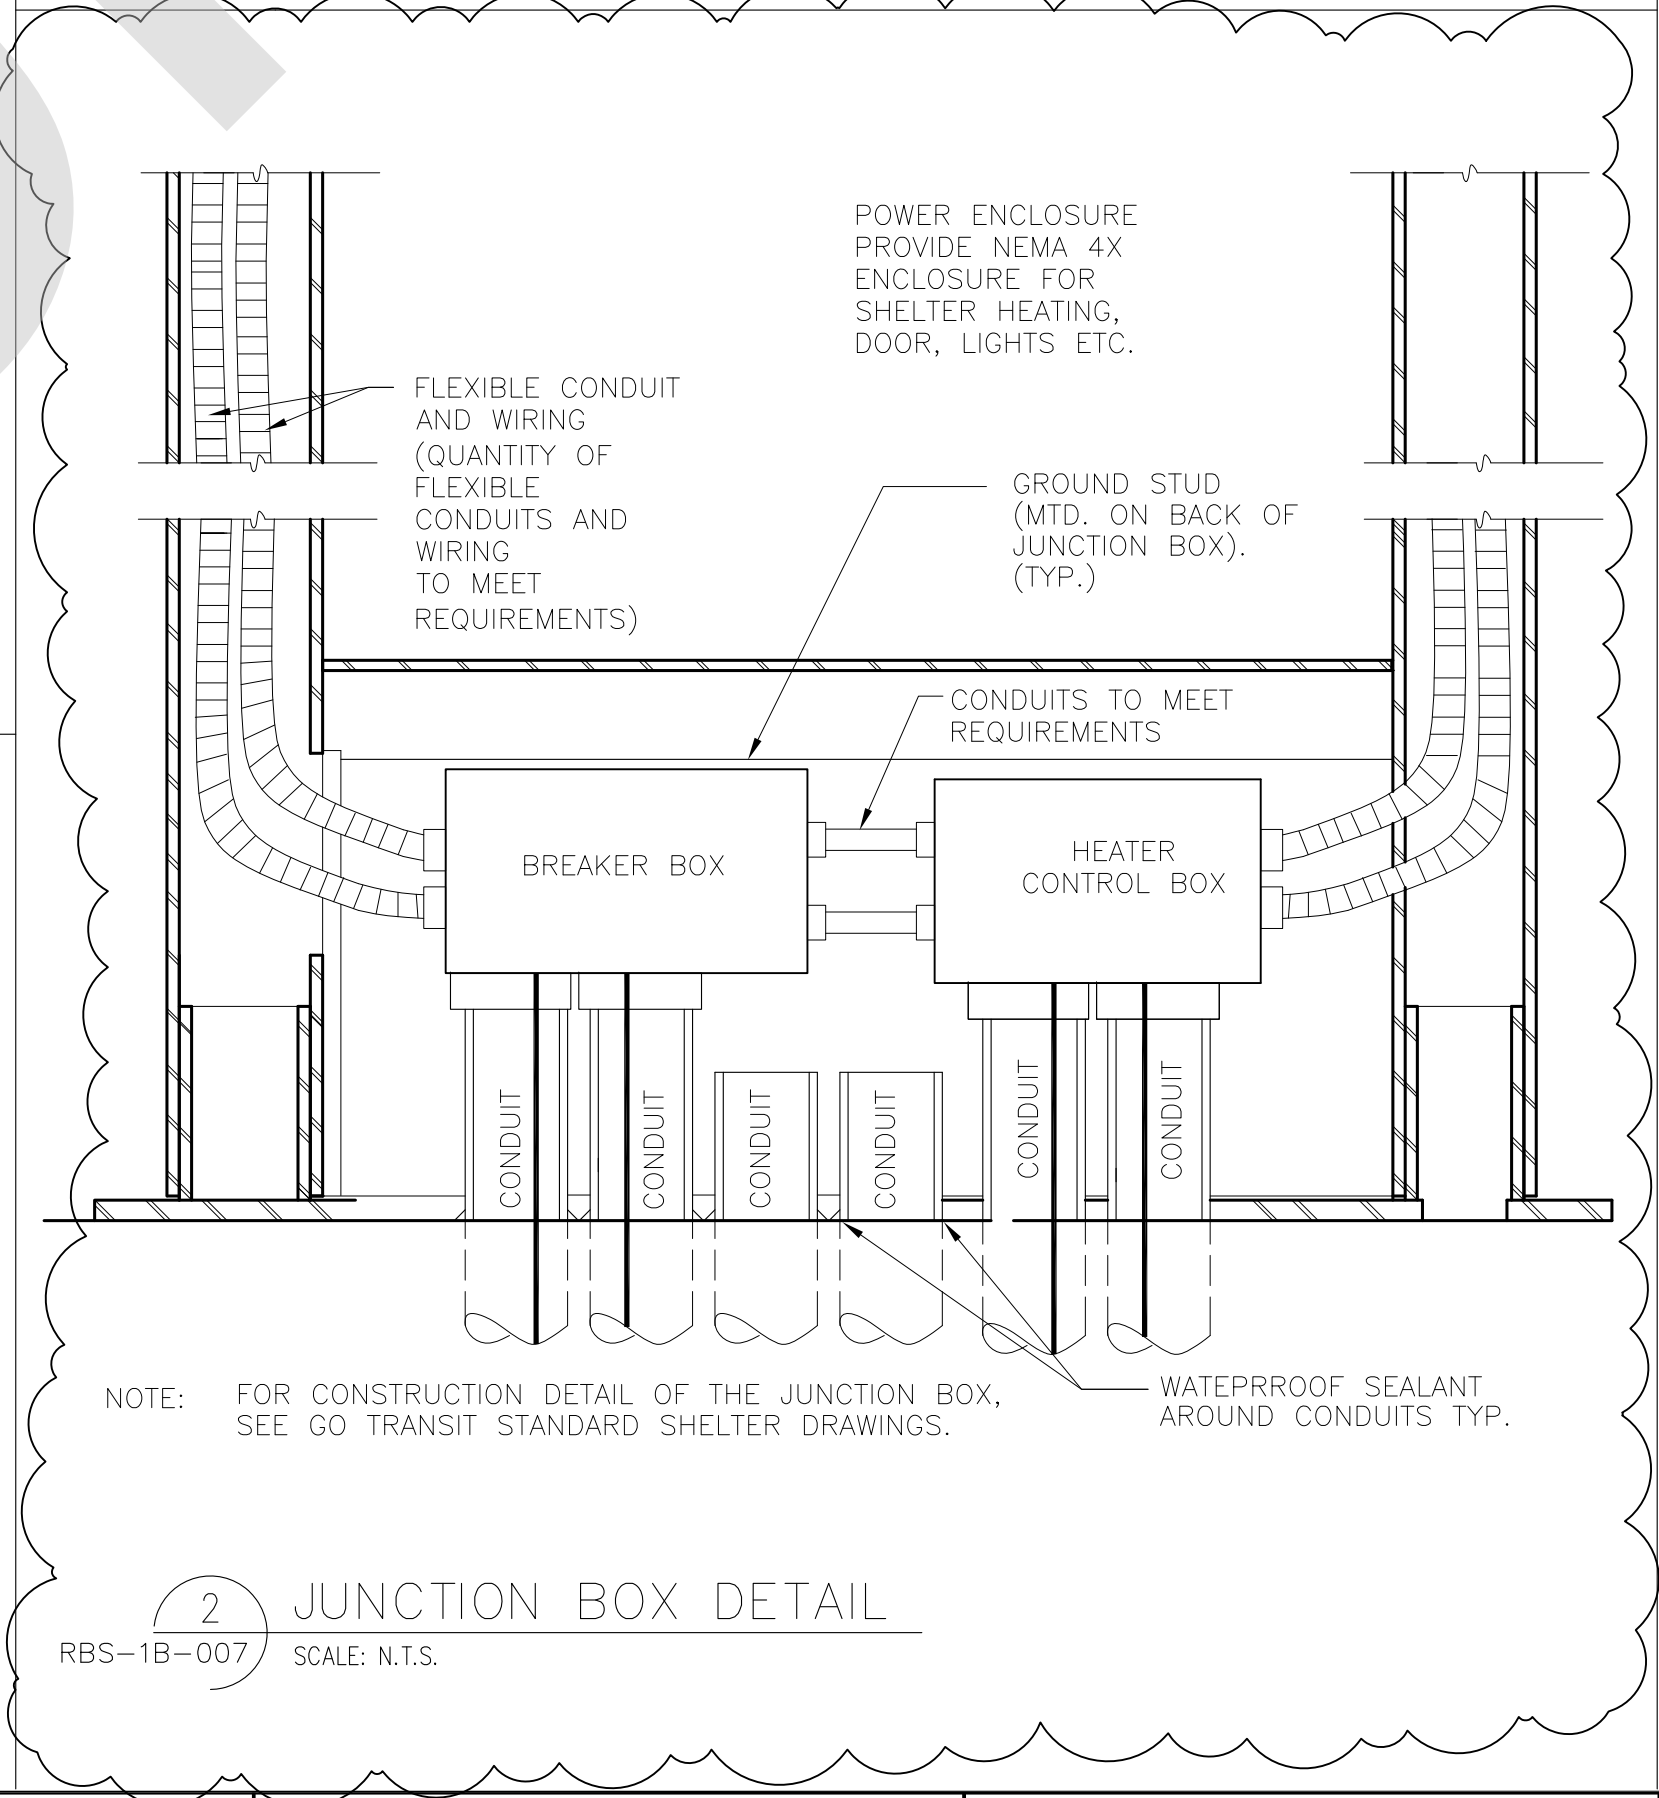 POWER ENCLOSURE
PROVIDE NEMA 4X
ENCLOSURE FOR
SHELTER HEATING,
DOOR, LIGHTS ETC.
FLEXIBLE CONDUIT
AND WIRING
(QUANTITY OF
FLEXIBLE
CONDUITS AND
WIRING
TO MEET
REQUIREMENTS)
GROUND STUD
(MTD. ON BACK OF
JUNCTION BOX).
(TYP.)
CONDUITS TO MEET
REQUIREMENTS
BREAKER BOX
HEATER
CONTROL BOX
CONDUIT
CONDUIT
CONDUIT
CONDUIT
CONDUIT
CONDUIT
WATEPRROOF SEALANT
AROUND CONDUITS TYP.
NOTE: FOR CONSTRUCTION DETAIL OF THE JUNCTION BOX,
SEE GO TRANSIT STANDARD SHELTER DRAWINGS.
2
RBS-1B-007
JUNCTION BOX DETAIL
SCALE: N.T.S.